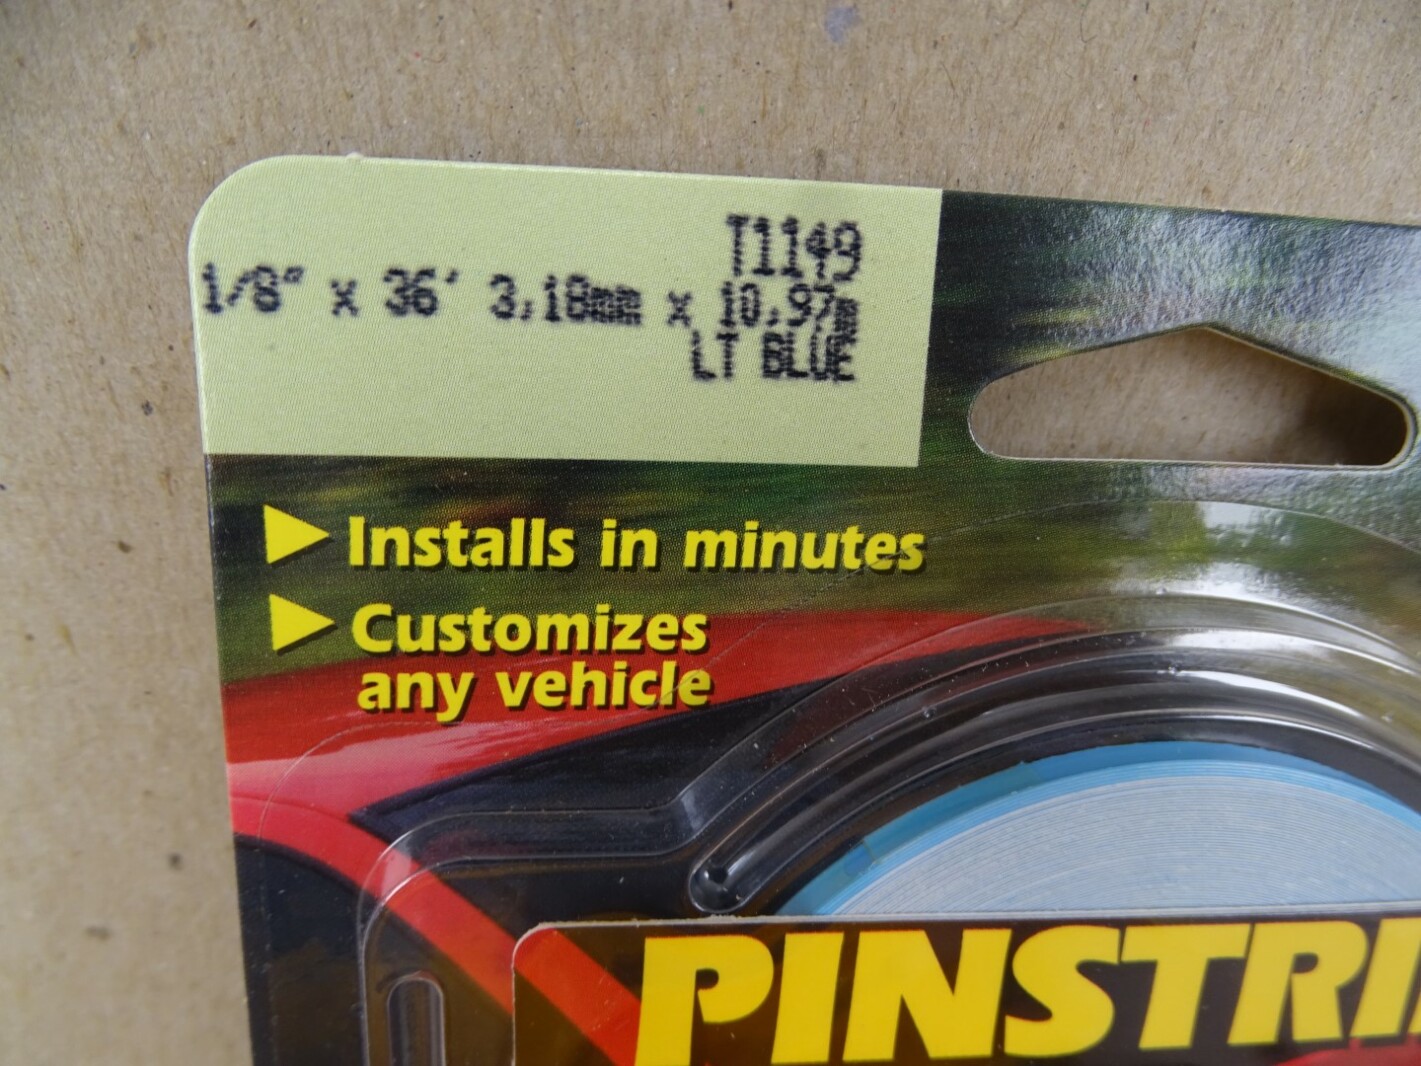 T1149
1/8" x 36' 3.18mm x 10.97m
LT BLUE
Installs in minutes
Customizes
any vehicle
PINSTRI